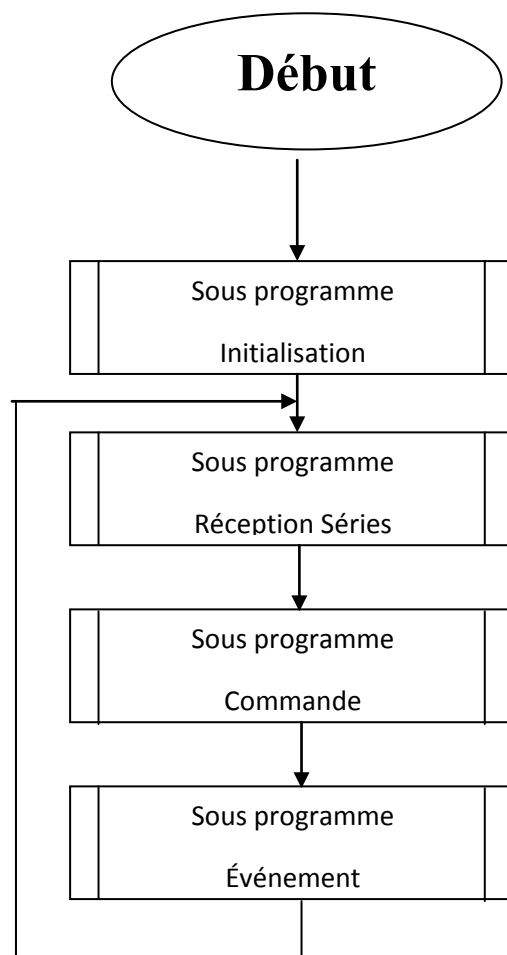 Début
Sous programme
Initialisation
Sous programme
Réception Séries
Sous programme
Commande
Sous programme
Événement